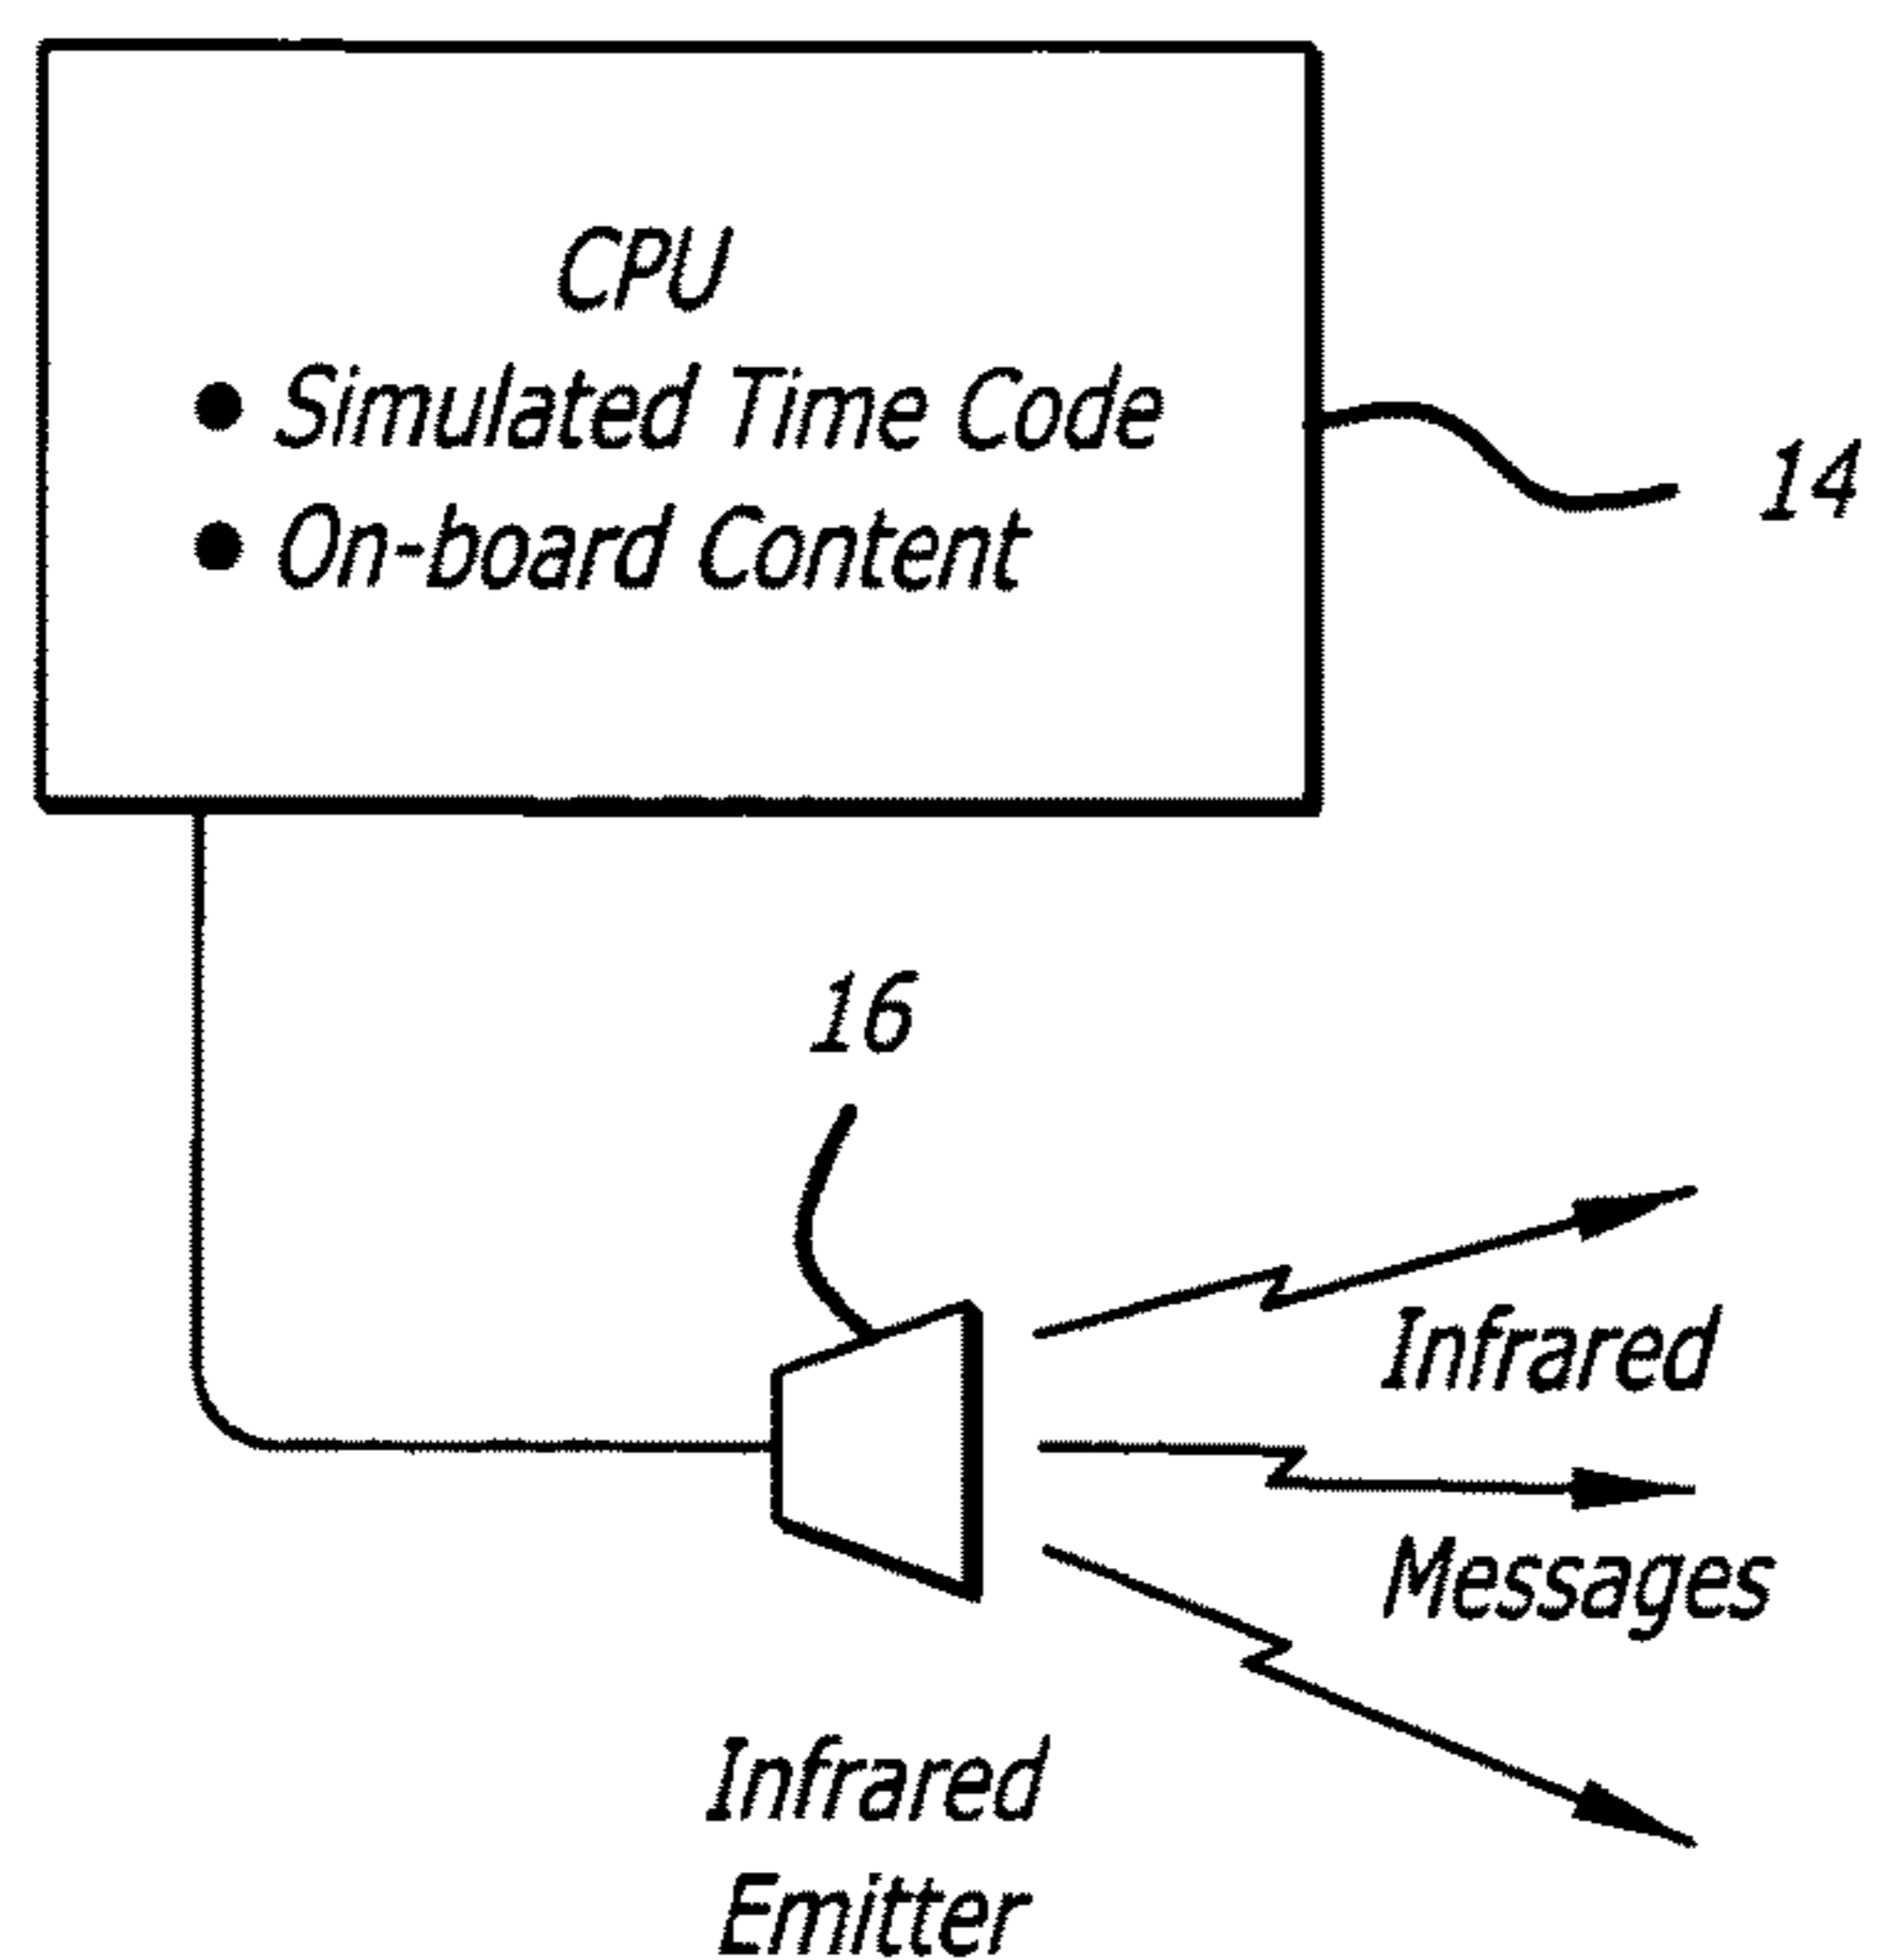 CPU
● Simulated Time Code
● On-board Content
14
16
Infrared
Messages
Infrared
Emitter